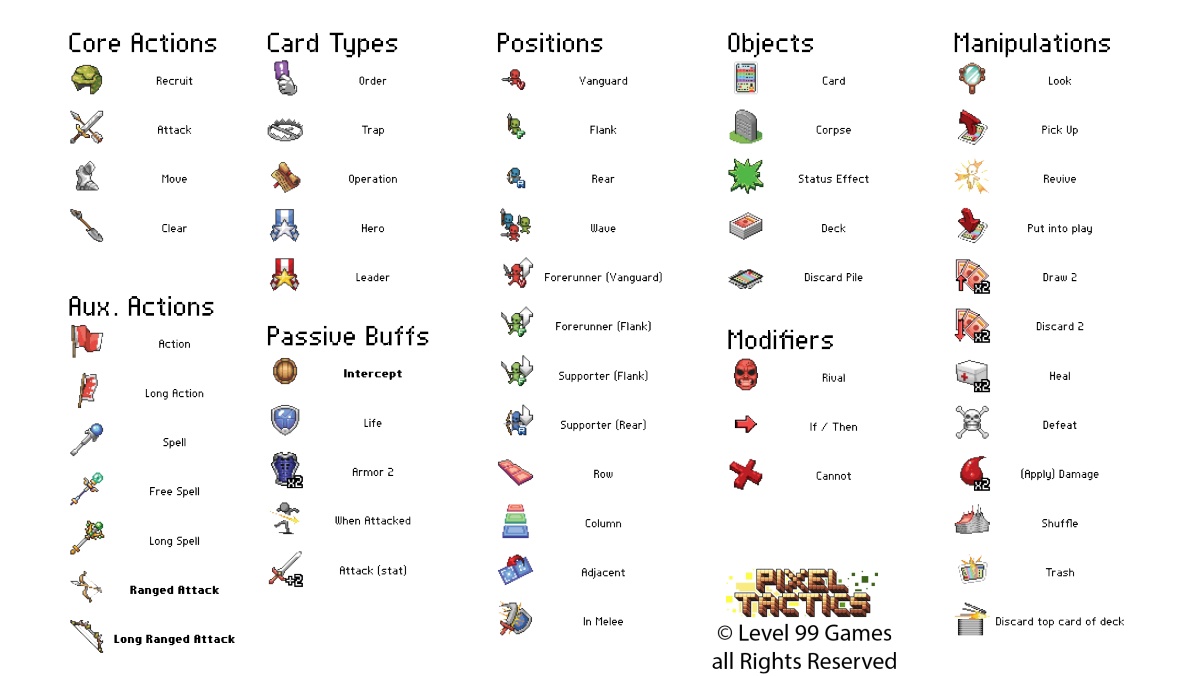 Core Actions
Recruit
Attack
Move
Clear
Aux. Actions
Action
Long Action
Spell
Free Spell
Long Spell
Ranged Attack
Long Ranged Attack
Card Types
Order
Trap
Operation
Hero
Leader
Passive Buffs
Intercept
Life
x2
Armor 2
When Attacked
+2
Attack (stat)
Positions
Vanguard
Flank
Rear
Wave
Forerunner (Vanguard)
Forerunner (Flank)
Supporter (Flank)
Supporter (Rear)
Row
Column
Adjacent
In Melee
Objects
Card
Corpse
Status Effect
Deck
Discard Pile
Modifiers
Rival
If / Then
Cannot
PIXEL
TACTICS
© Level 99 Games
all Rights Reserved
Manipulations
Look
Pick Up
Revive
Put into play
x2
Draw 2
x2
Discard 2
x2
Heal
Defeat
x2
(Apply) Damage
Shuffle
Trash
Discard top card of deck